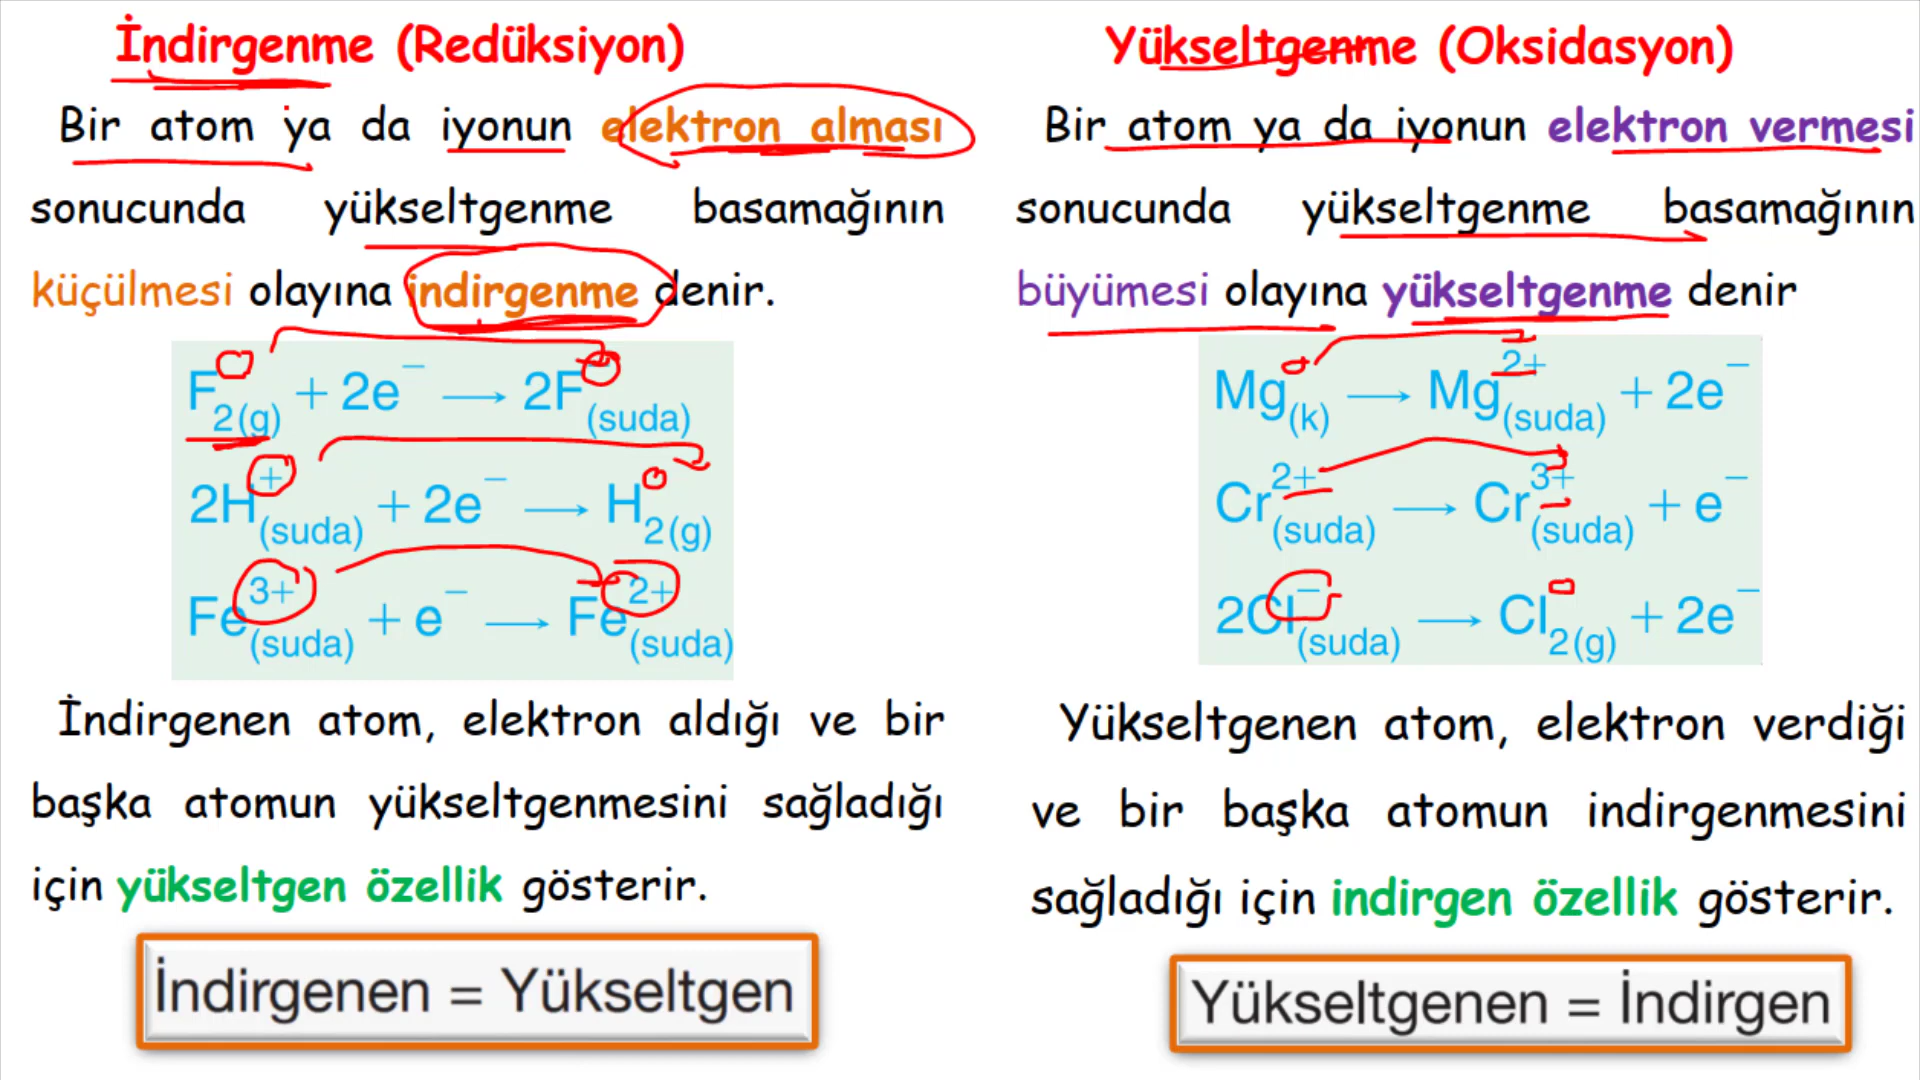 İndirgenme (Redüksiyon)
Bir atom ya da iyonun elektron alması
sonucunda yükseltgenme basamağının
küçülmesi olayına indirgenme denir.
F₂(g) + 2e⁻ → 2F⁻(suda)
2H⁺(suda) + 2e⁻ → H₂(g)
Fe³⁺(suda) + e⁻ → Fe²⁺(suda)
İndirgenen atom, elektron aldığı ve bir
başka atomun yükseltgenmesini sağladığı
için yükseltgen özellik gösterir.
İndirgenen = Yükseltgen
Yükseltgenme (Oksidasyon)
Bir atom ya da iyonun elektron vermesi
sonucunda yükseltgenme basamağının
büyümesi olayına yükseltgenme denir
Mg(k) → Mg²⁺(suda) + 2e⁻
Cr²⁺(suda) → Cr³⁺(suda) + e⁻
2Cl⁻(suda) → Cl₂(g) + 2e⁻
Yükseltgenen atom, elektron verdiği
ve bir başka atomun indirgenmesini
sağladığı için indirgen özellik gösterir.
Yükseltgenen = İndirgen